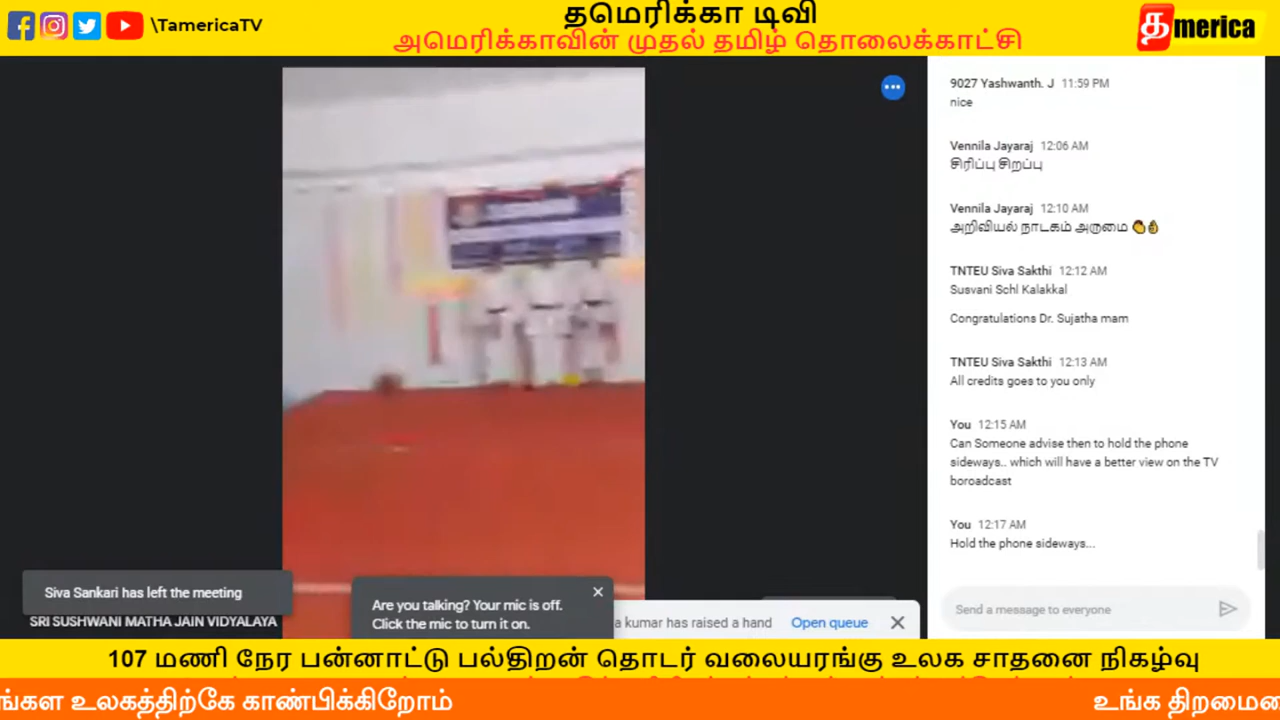 \TamericaTV
தமெரிக்கா டிவி
அமெரிக்காவின் முதல் தமிழ் தொலைக்காட்சி
தmerica
9027 Yashwanth. J 11:59 PM
nice
Vennila Jayaraj 12:06 AM
சிரிப்பு சிறப்பு
Vennila Jayaraj 12:10 AM
அறிவியல் நாடகம் அருமை 👏👌
TNTEU Siva Sakthi 12:12 AM
Susvani Schl Kalakkal
Congratulations Dr. Sujatha mam
TNTEU Siva Sakthi 12:13 AM
All credits goes to you only
You 12:15 AM
Can Someone advise then to hold the phone
sideways.. which will have a better view on the TV
boroadcast
You 12:17 AM
Hold the phone sideways...
Send a message to everyone
Siva Sankari has left the meeting
SRI SUSHWANI MATHA JAIN VIDYALAYA
Are you talking? Your mic is off.
Click the mic to turn it on.
a kumar has raised a hand Open queue
107 மணி நேர பன்னாட்டு பல்திறன் தொடர் வலையரங்கு உலக சாதனை நிகழ்வு
ங்கள உலகத்திற்கே காண்பிக்கிறோம் உங்க திறமை